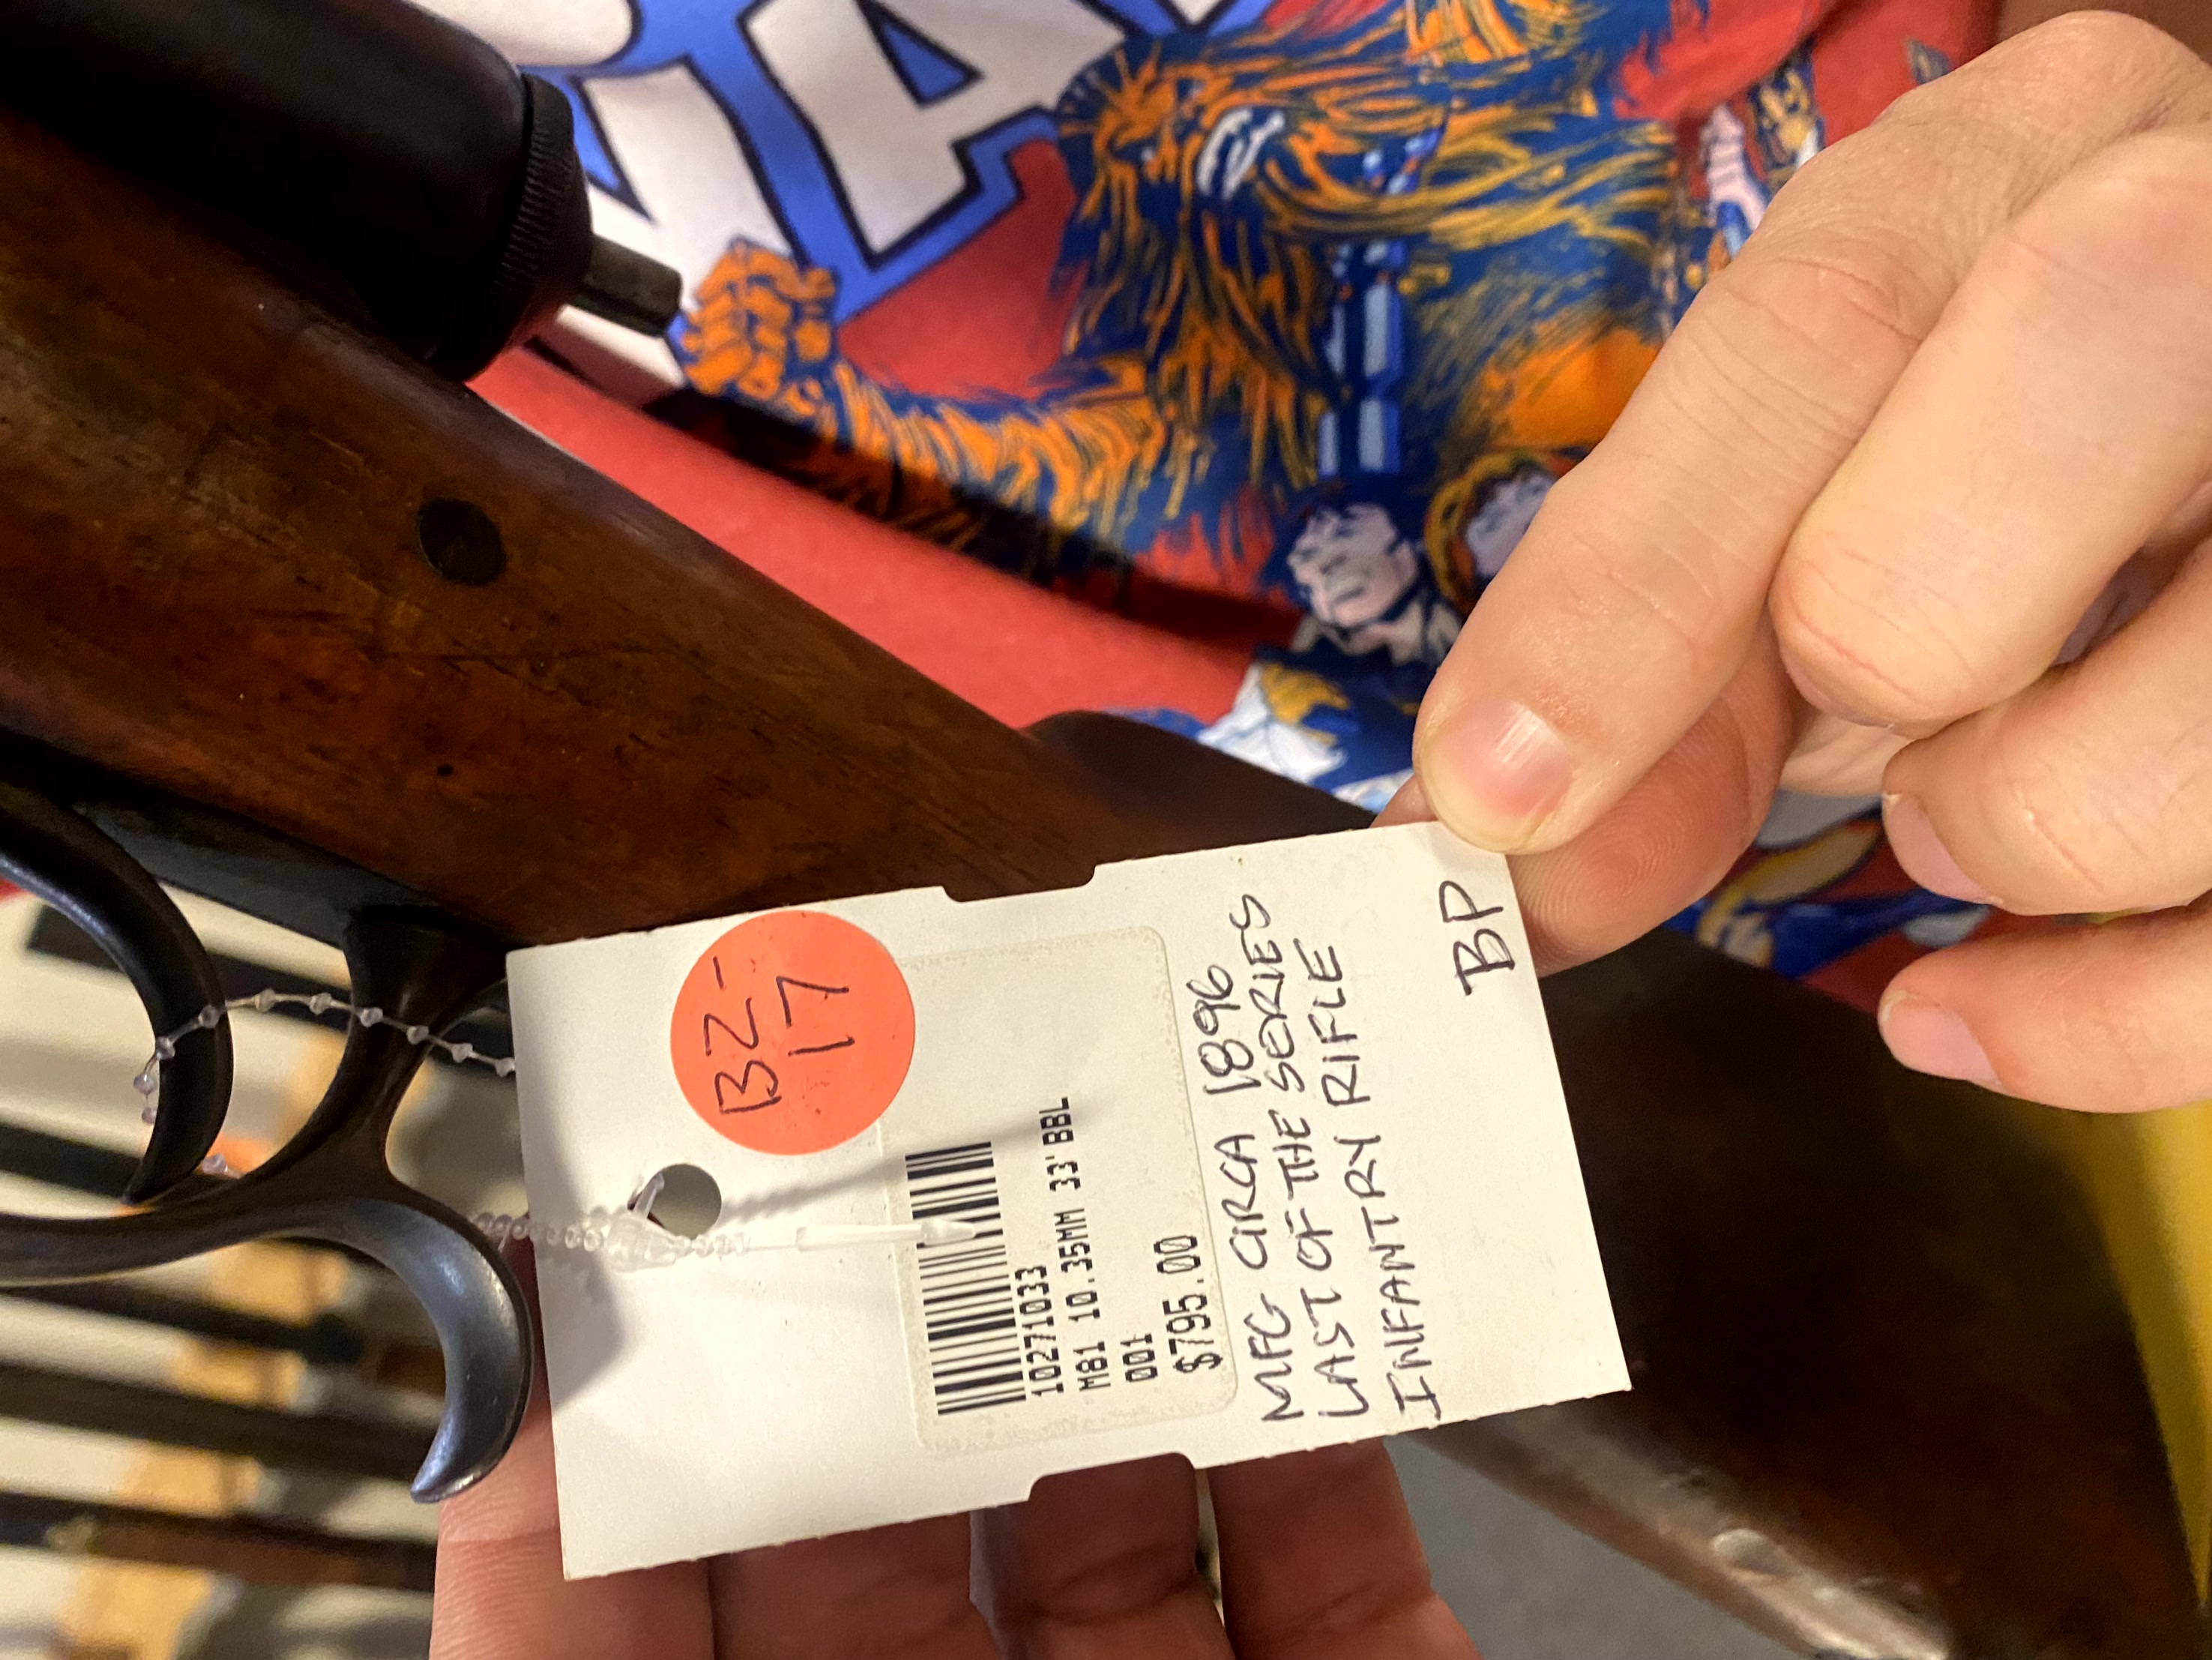 BZ-
17
10271033
M81 10.35MM 33' BBL
001
$795.00
MFG CIRCA 1896
LAST OF THE SERIES
INFANTRY RIFLE
BP